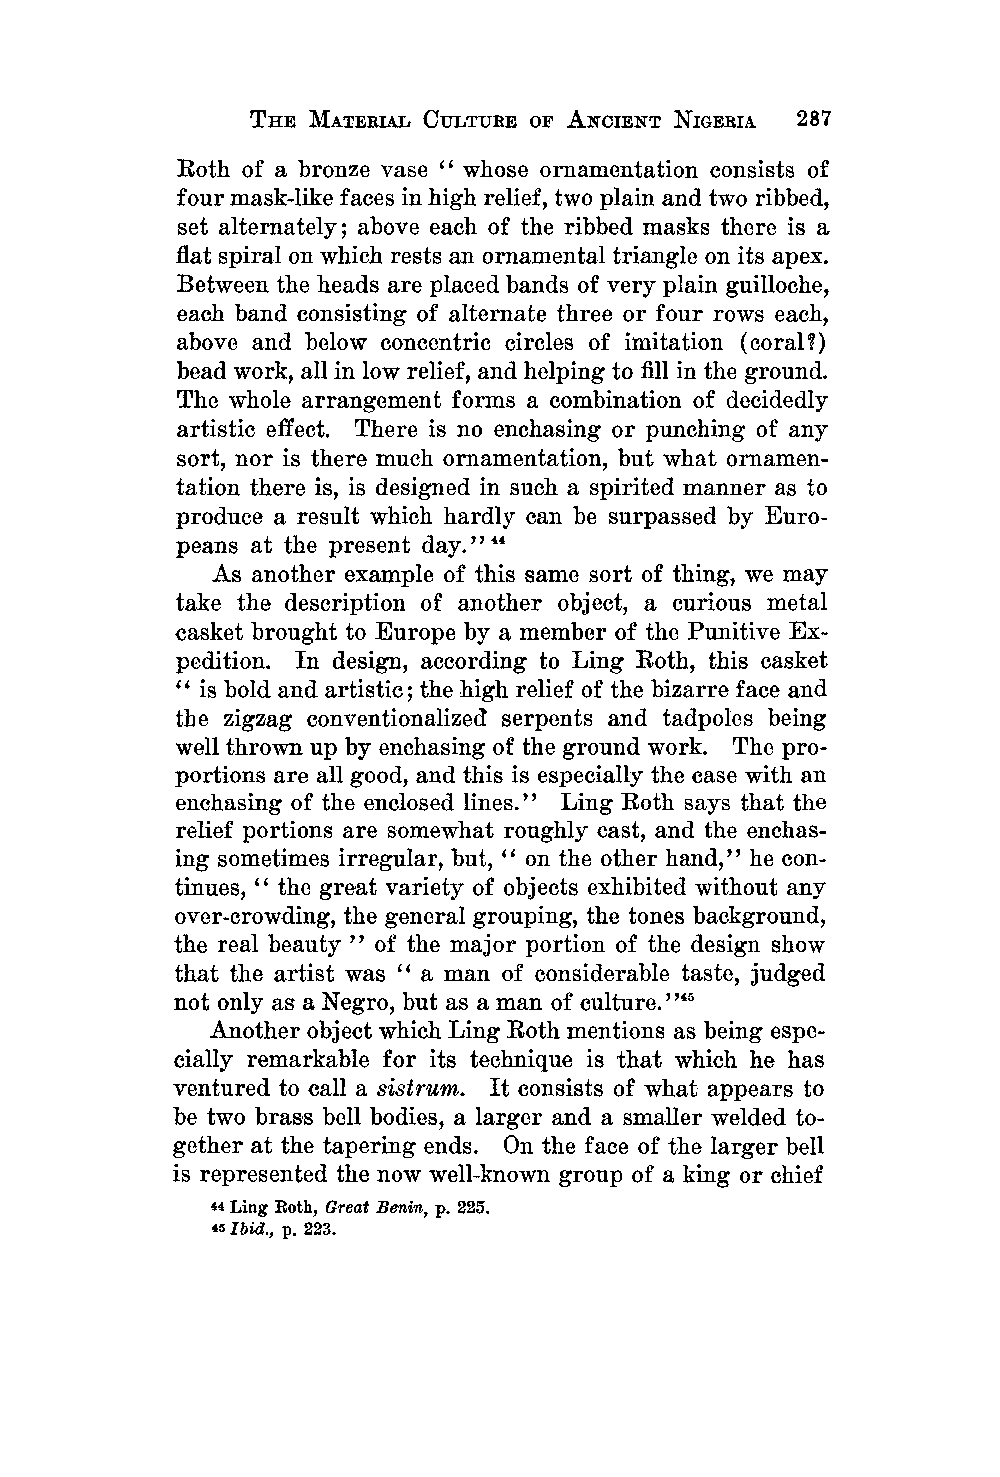 THE MATERIAL CULTURE OF ANCIENT NIGERIA 287
Roth of a bronze vase “ whose ornamentation consists of
four mask-like faces in high relief, two plain and two ribbed,
set alternately; above each of the ribbed masks there is a
flat spiral on which rests an ornamental triangle on its apex.
Between the heads are placed bands of very plain guilloche,
each band consisting of alternate three or four rows each,
above and below concentric circles of imitation (coral?)
bead work, all in low relief, and helping to fill in the ground.
The whole arrangement forms a combination of decidedly
artistic effect. There is no enchasing or punching of any
sort, nor is there much ornamentation, but what ornamen-
tation there is, is designed in such a spirited manner as to
produce a result which hardly can be surpassed by Euro-
peans at the present day.” 44
As another example of this same sort of thing, we may
take the description of another object, a curious metal
casket brought to Europe by a member of the Punitive Ex-
pedition. In design, according to Ling Roth, this casket
“ is bold and artistic; the high relief of the bizarre face and
the zigzag conventionalized serpents and tadpoles being
well thrown up by enchasing of the ground work. The pro-
portions are all good, and this is especially the case with an
enchasing of the enclosed lines.” Ling Roth says that the
relief portions are somewhat roughly cast, and the enchas-
ing sometimes irregular, but, “ on the other hand,” he con-
tinues, “ the great variety of objects exhibited without any
over-crowding, the general grouping, the tones background,
the real beauty ” of the major portion of the design show
that the artist was “ a man of considerable taste, judged
not only as a Negro, but as a man of culture.”45
Another object which Ling Roth mentions as being espe-
cially remarkable for its technique is that which he has
ventured to call a sistrum. It consists of what appears to
be two brass bell bodies, a larger and a smaller welded to-
gether at the tapering ends. On the face of the larger bell
is represented the now well-known group of a king or chief
44 Ling Roth, Great Benin, p. 225.
45 Ibid., p. 223.